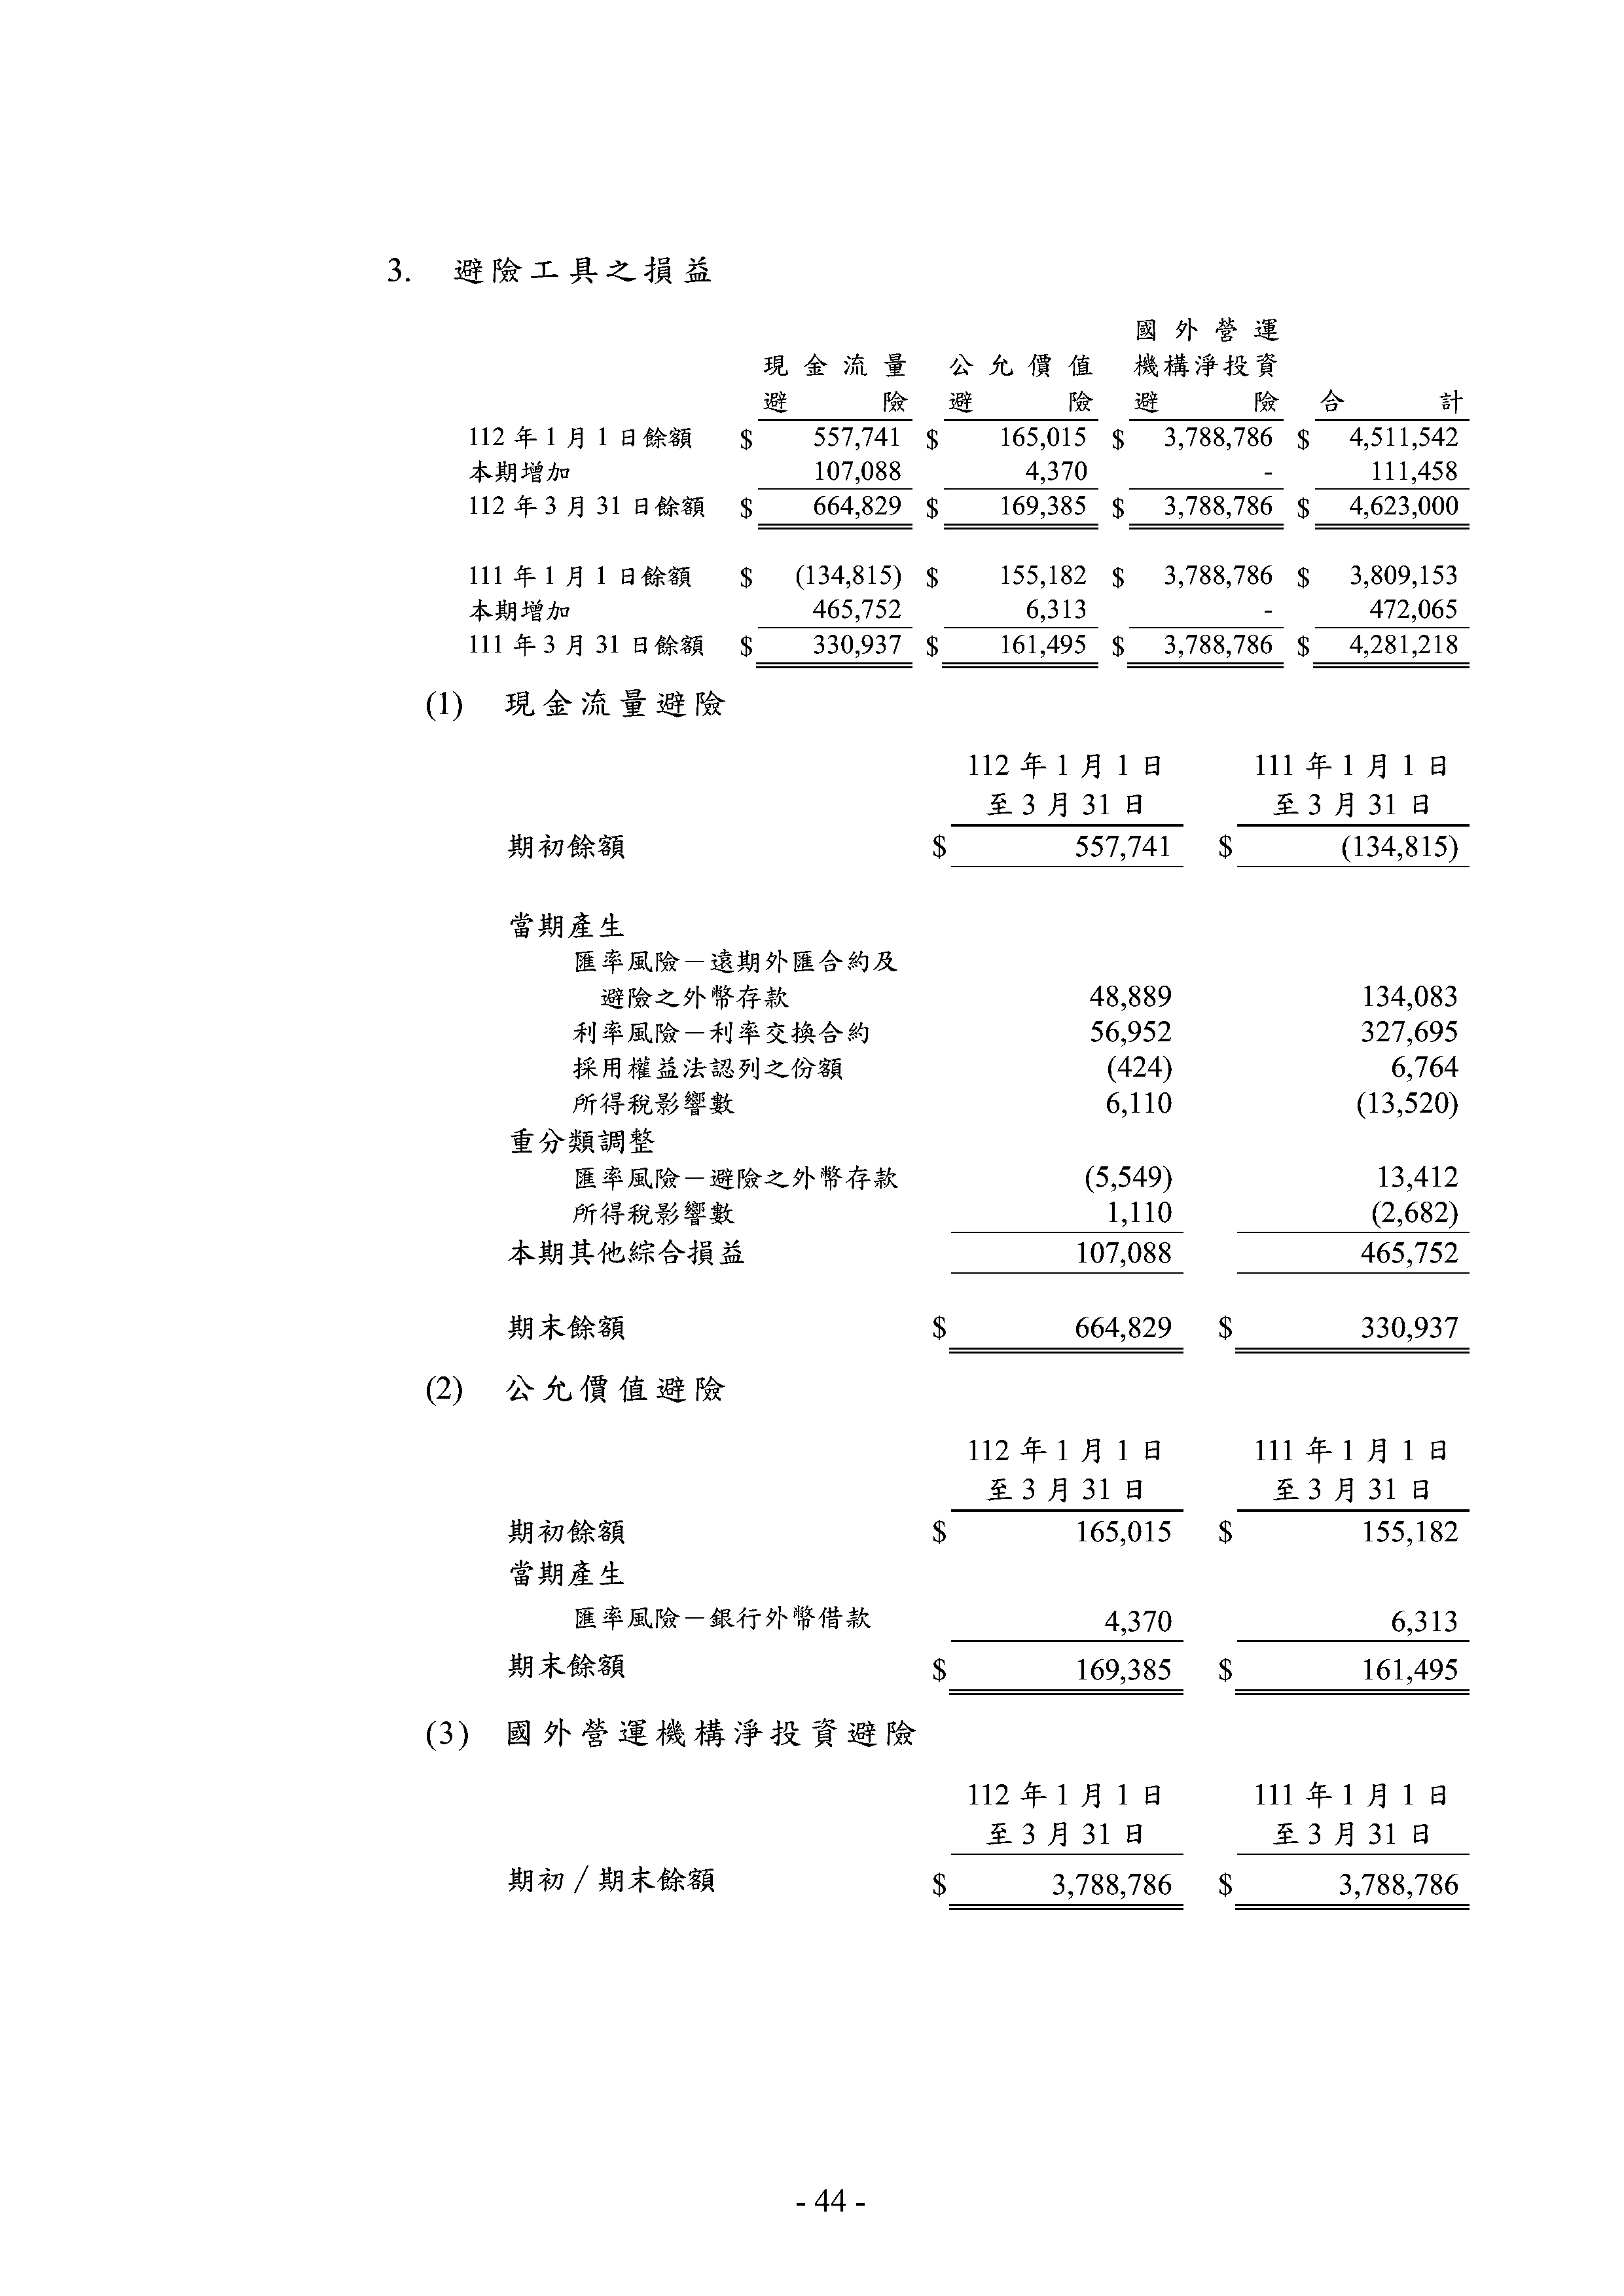 3. 避險工具之損益
國外營運
現金流量 公允價值 機構淨投資
避險 避險 避險 合計
112 年 1 月 1 日餘額 $ 557,741 $ 165,015 $ 3,788,786 $ 4,511,542
本期增加 107,088 4,370 - 111,458
112 年 3 月 31 日餘額 $ 664,829 $ 169,385 $ 3,788,786 $ 4,623,000
111 年 1 月 1 日餘額 $ (134,815) $ 155,182 $ 3,788,786 $ 3,809,153
本期增加 465,752 6,313 - 472,065
111 年 3 月 31 日餘額 $ 330,937 $ 161,495 $ 3,788,786 $ 4,281,218
(1) 現金流量避險
112 年 1 月 1 日 111 年 1 月 1 日
至 3 月 31 日 至 3 月 31 日
期初餘額 $ 557,741 $ (134,815)
當期產生
匯率風險－遠期外匯合約及
避險之外幣存款 48,889 134,083
利率風險－利率交換合約 56,952 327,695
採用權益法認列之份額 (424) 6,764
所得稅影響數 6,110 (13,520)
重分類調整
匯率風險－避險之外幣存款 (5,549) 13,412
所得稅影響數 1,110 (2,682)
本期其他綜合損益 107,088 465,752
期末餘額 $ 664,829 $ 330,937
(2) 公允價值避險
112 年 1 月 1 日 111 年 1 月 1 日
至 3 月 31 日 至 3 月 31 日
期初餘額 $ 165,015 $ 155,182
當期產生
匯率風險－銀行外幣借款 4,370 6,313
期末餘額 $ 169,385 $ 161,495
(3) 國外營運機構淨投資避險
112 年 1 月 1 日 111 年 1 月 1 日
至 3 月 31 日 至 3 月 31 日
期初／期末餘額 $ 3,788,786 $ 3,788,786
- 44 -